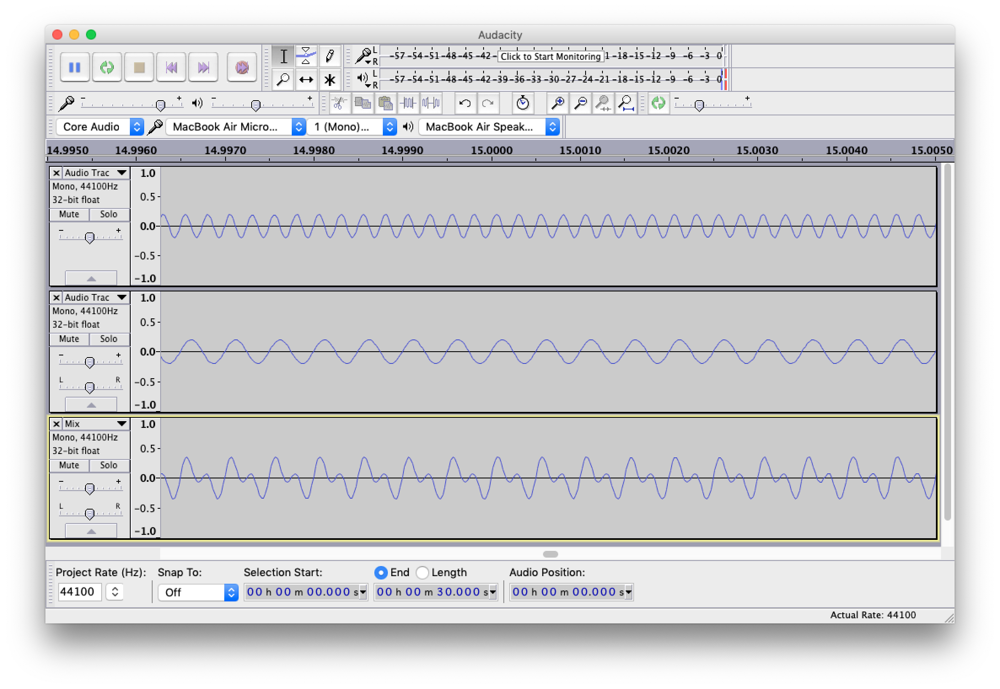 Audacity
L
R
-57 -54 -51 -48 -45 -42 - Click to Start Monitoring 1 -18 -15 -12 -9 -6 -3 0
L
R
-57 -54 -51 -48 -45 -42 -39 -36 -33 -30 -27 -24 -21 -18 -15 -12 -9 -6 -3 0
- + - + - +
Core Audio MacBook Air Micro... 1 (Mono)... MacBook Air Speak...
14.9950 14.9960 14.9970 14.9980 14.9990 15.0000 15.0010 15.0020 15.0030 15.0040 15.0050
× Audio Trac 1.0
Mono, 44100Hz
32-bit float 0.5-
Mute Solo
0.0-
- +
-0.5-
-1.0
× Audio Trac 1.0
Mono, 44100Hz
32-bit float 0.5-
Mute Solo
0.0-
- +
L R
-0.5-
-1.0
× Mix 1.0
Mono, 44100Hz
32-bit float 0.5-
Mute Solo
0.0-
- +
L R
-0.5-
-1.0
Project Rate (Hz): Snap To: Selection Start: End Length Audio Position:
44100 Off 00 h 00 m 00.000 s 00 h 00 m 30.000 s 00 h 00 m 00.000 s
Actual Rate: 44100